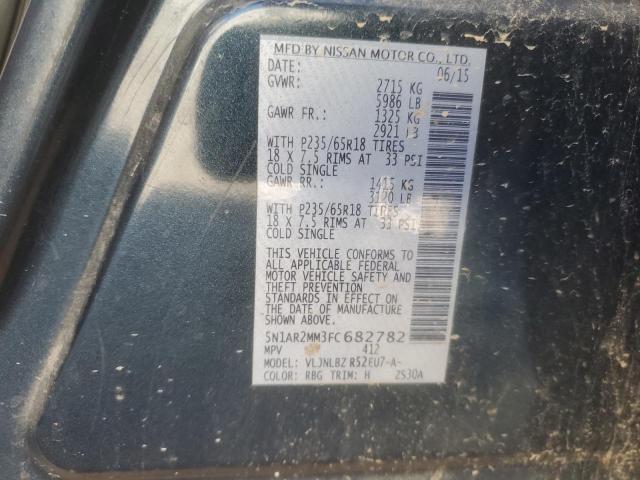 MFD BY NISSAN MOTOR CO., LTD.
DATE: 06/15
GVWR: 2715 KG
5986 LB
GAWR FR.: 1325 KG
2921 LB
WITH P235/65R18 TIRES
18 X 7.5 RIMS AT 33 PSI
COLD SINGLE
GAWR RR.: 1415 KG
3120 LB
WITH P235/65R18 TIRES
18 X 7.5 RIMS AT 33 PSI
COLD SINGLE
THIS VEHICLE CONFORMS TO
ALL APPLICABLE FEDERAL
MOTOR VEHICLE SAFETY AND
THEFT PREVENTION
STANDARDS IN EFFECT ON
THE DATE OF MANUFACTURE
SHOWN ABOVE.
5N1AR2MM3FC682782
MPV 412
MODEL: VLJNLBZ R52EU7-A-
COLOR: RBG TRIM: H 2S30A